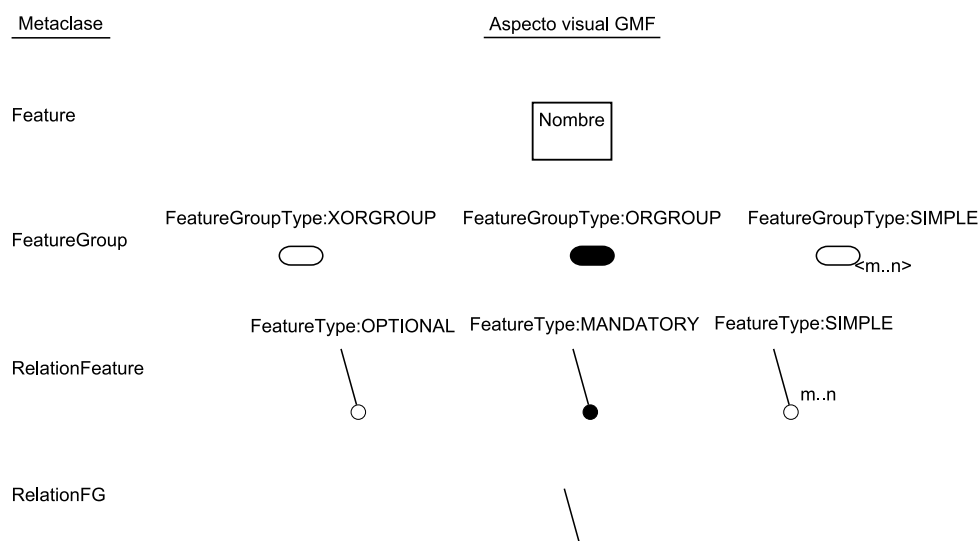 Metaclase Aspecto visual GMF
Feature
Nombre
FeatureGroupType:XORGROUP FeatureGroupType:ORGROUP FeatureGroupType:SIMPLE
FeatureGroup
<m..n>
FeatureType:OPTIONAL FeatureType:MANDATORY FeatureType:SIMPLE
RelationFeature
m..n
RelationFG